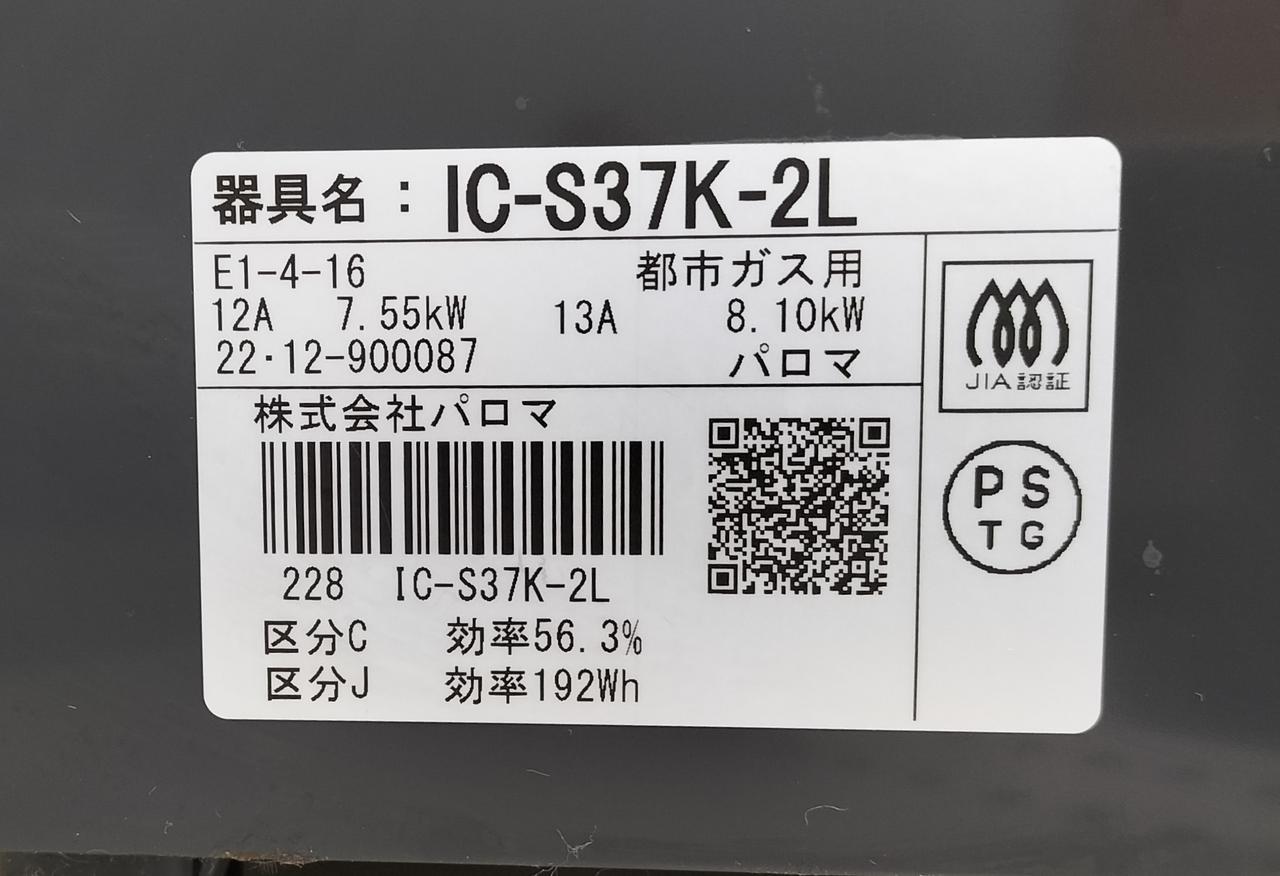 器具名：IC-S37K-2L
E1-4-16 都市ガス用
12A 7.55kW 13A 8.10kW
22･12-900087 パロマ
JIA認証
株式会社パロマ
PS
TG
228 IC-S37K-2L
区分C 効率56.3%
区分J 効率192Wh